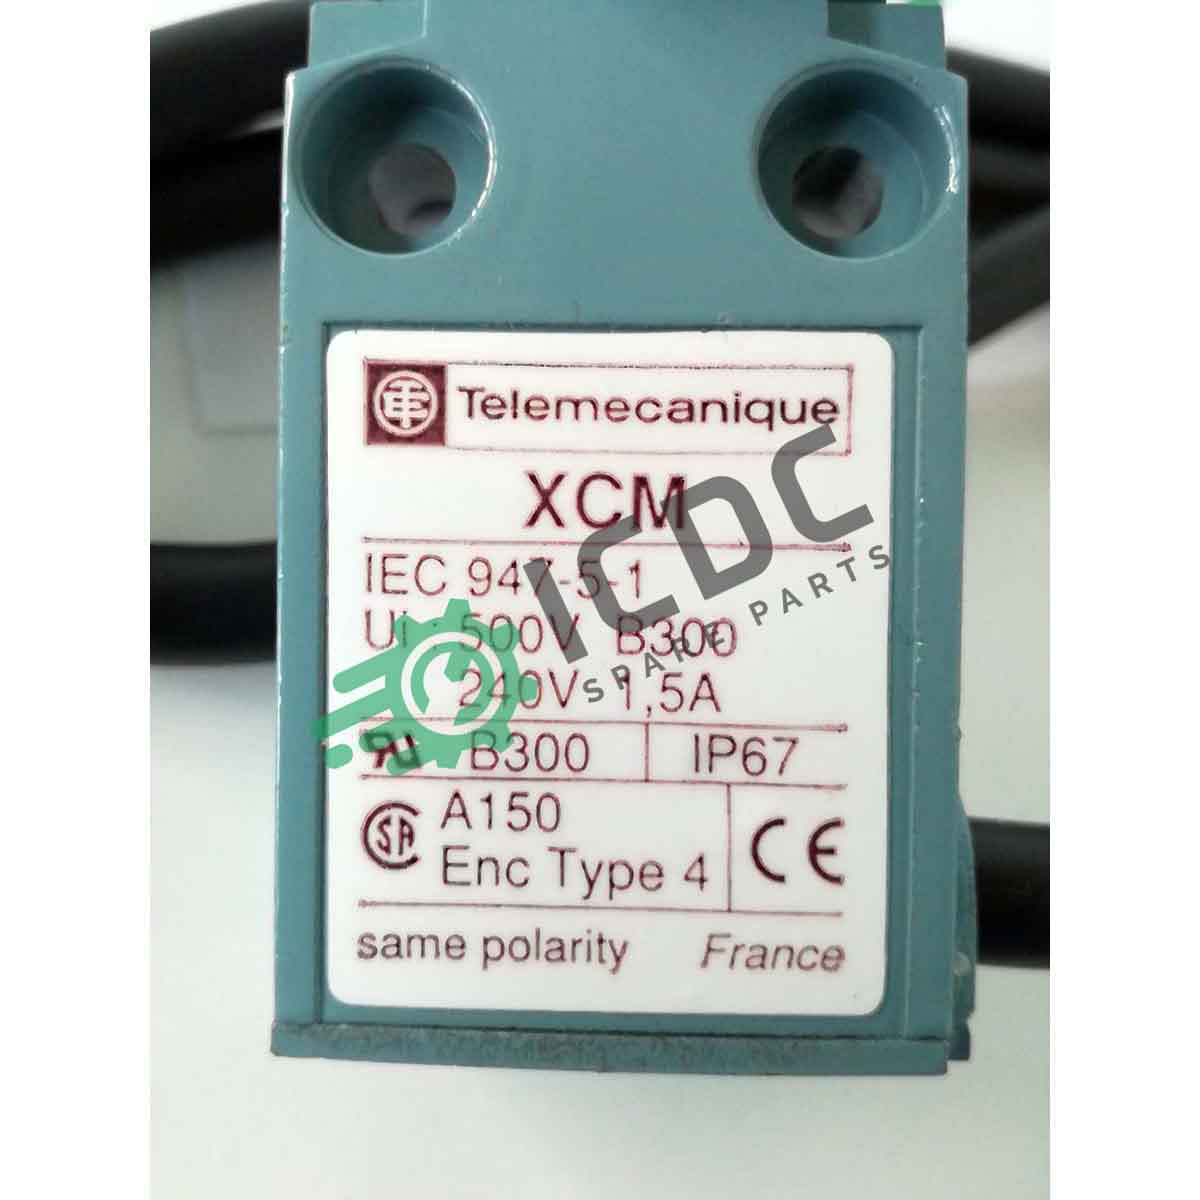 Telemecanique
XCM
IEC 947-5-1
Ui : 500V B300
240V 1,5A
B300 IP67
SA A150
Enc Type 4 CE
same polarity France
ICDC
SPARE PARTS